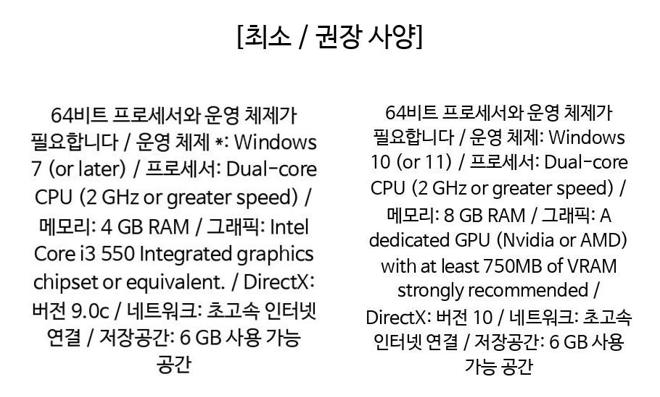 [최소 / 권장 사양]
64비트 프로세서와 운영 체제가
필요합니다 / 운영 체제 *: Windows
7 (or later) / 프로세서: Dual-core
CPU (2 GHz or greater speed) /
메모리: 4 GB RAM / 그래픽: Intel
Core i3 550 Integrated graphics
chipset or equivalent. / DirectX:
버전 9.0c / 네트워크: 초고속 인터넷
연결 / 저장공간: 6 GB 사용 가능
공간
64비트 프로세서와 운영 체제가
필요합니다 / 운영 체제: Windows
10 (or 11) / 프로세서: Dual-core
CPU (2 GHz or greater speed) /
메모리: 8 GB RAM / 그래픽: A
dedicated GPU (Nvidia or AMD)
with at least 750MB of VRAM
strongly recommended /
DirectX: 버전 10 / 네트워크: 초고속
인터넷 연결 / 저장공간: 6 GB 사용
가능 공간